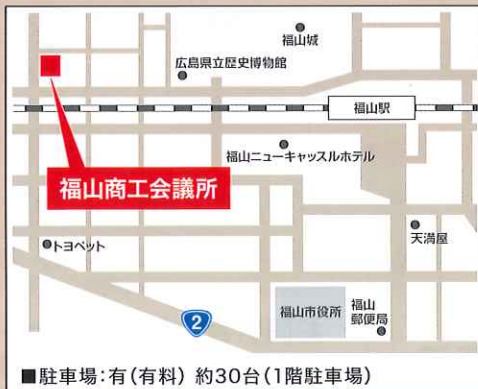 福山城
広島県立歴史博物館
福山駅
福山ニューキャッスルホテル
福山商工会議所
天満屋
トヨペット
2
福山市役所
福山
郵便局
■駐車場:有(有料) 約30台(1階駐車場)